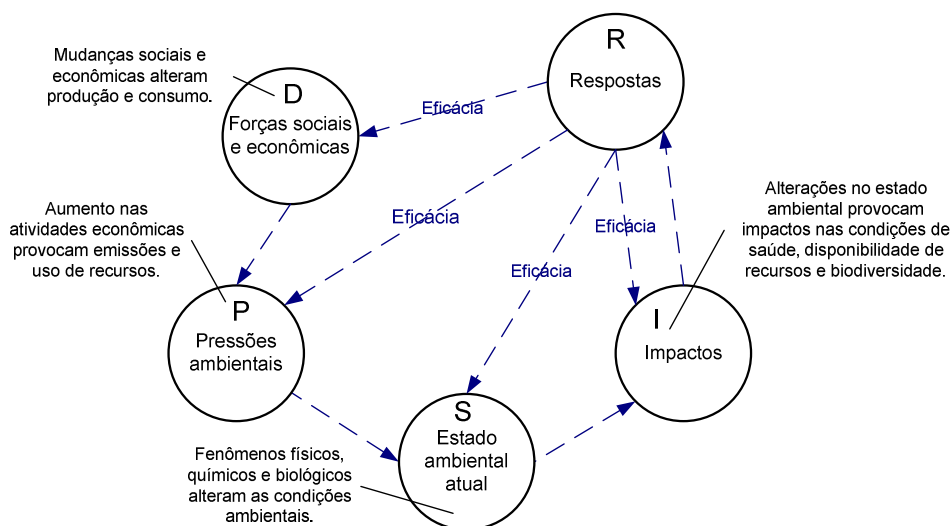 Mudanças sociais e
econômicas alteram
produção e consumo.
D
Forças sociais
e econômicas
R
Respostas
Eficácia
Aumento nas
atividades econômicas
provocam emissões e
uso de recursos.
Eficácia
Eficácia
Eficácia
Alterações no estado
ambiental provocam
impactos nas condições de
saúde, disponibilidade de
recursos e biodiversidade.
P
Pressões
ambientais
I
Impactos
S
Estado
ambiental
atual
Fenômenos físicos,
químicos e biológicos
alteram as condições
ambientais.